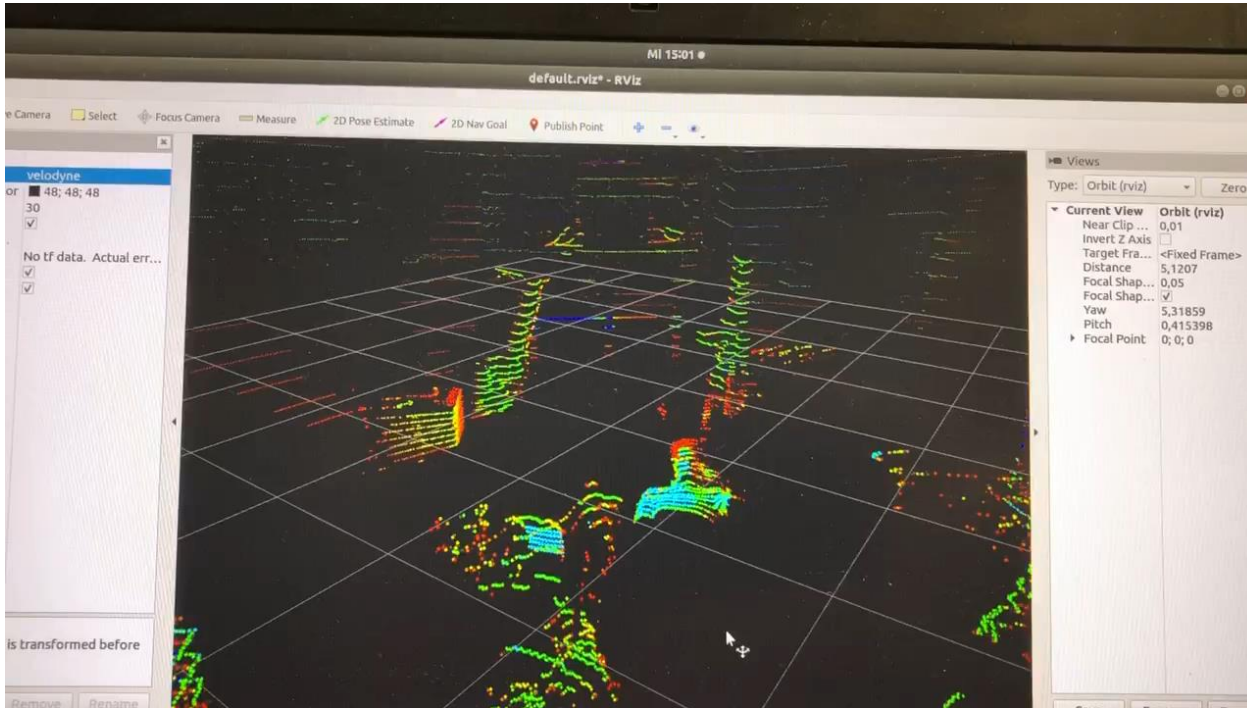 MI 15:01
default.rviz* - RViz
Camera Select Focus Camera Measure 2D Pose Estimate 2D Nav Goal Publish Point
velodyne
or 48; 48; 48
30
No tf data. Actual err...
is transformed before
Remove Rename
Views
Type: Orbit (rviz) Zero
Current View Orbit (rviz)
Near Clip ... 0,01
Invert Z Axis
Target Fra... <Fixed Frame>
Distance 5,1207
Focal Shap... 0,05
Focal Shap...
Yaw 5,31859
Pitch 0,415398
Focal Point 0; 0; 0